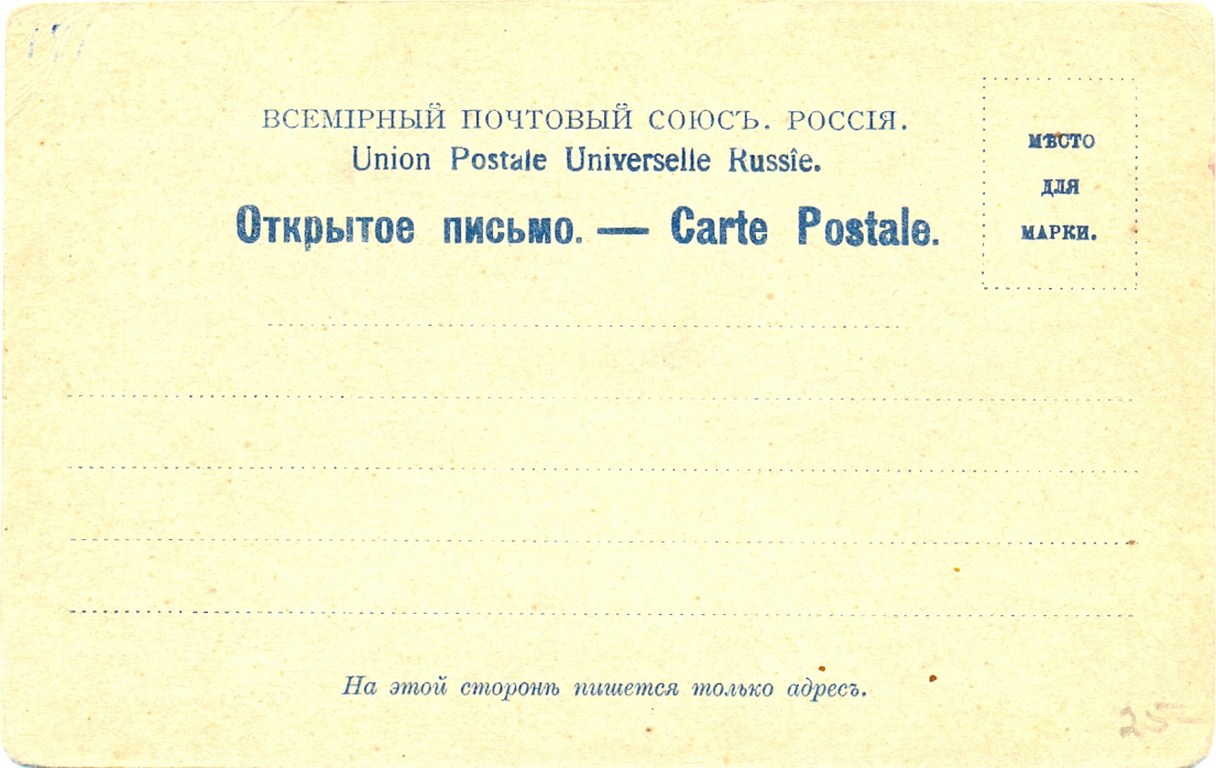 ВСЕМІРНЫЙ ПОЧТОВЫЙ СОЮСЪ. РОССІЯ.
Union Postale Universelle Russîe.
Открытое письмо. — Carte Postale.
МѢСТО
ДЛЯ
МАРКИ.
На этой сторонѣ пишется только адресъ.
25-